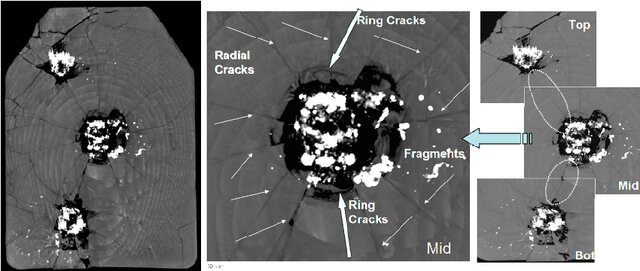 Ring Cracks
Radial
Cracks
Fragments
Ring
Cracks
Mid
Top
Mid
Bot